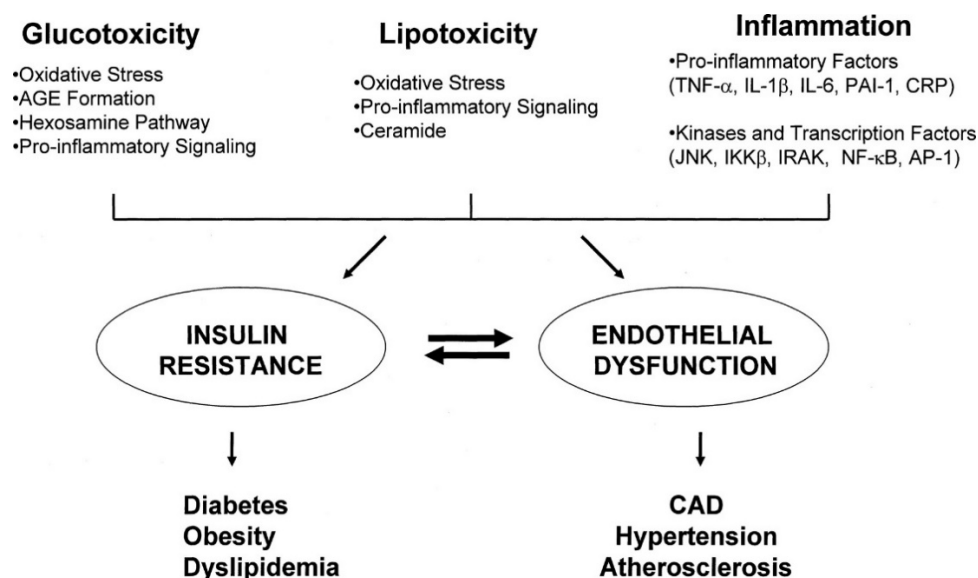 Glucotoxicity
•Oxidative Stress
•AGE Formation
•Hexosamine Pathway
•Pro-inflammatory Signaling
Lipotoxicity
•Oxidative Stress
•Pro-inflammatory Signaling
•Ceramide
Inflammation
•Pro-inflammatory Factors
(TNF-α, IL-1β, IL-6, PAI-1, CRP)
•Kinases and Transcription Factors
(JNK, IKKβ, IRAK, NF-κB, AP-1)
INSULIN
RESISTANCE
ENDOTHELIAL
DYSFUNCTION
Diabetes
Obesity
Dyslipidemia
CAD
Hypertension
Atherosclerosis